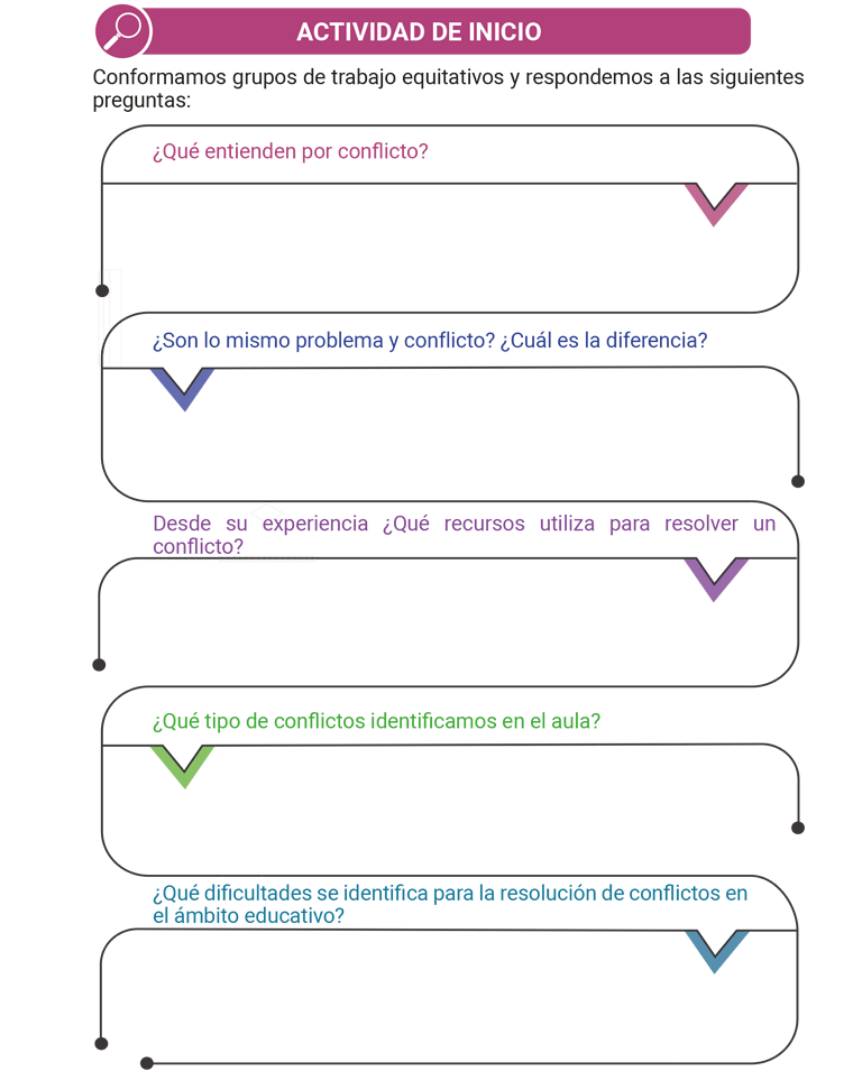 ACTIVIDAD DE INICIO
Conformamos grupos de trabajo equitativos y respondemos a las siguientes
preguntas:
¿Qué entienden por conflicto?
¿Son lo mismo problema y conflicto? ¿Cuál es la diferencia?
Desde su experiencia ¿Qué recursos utiliza para resolver un
conflicto?
¿Qué tipo de conflictos identificamos en el aula?
¿Qué dificultades se identifica para la resolución de conflictos en
el ámbito educativo?